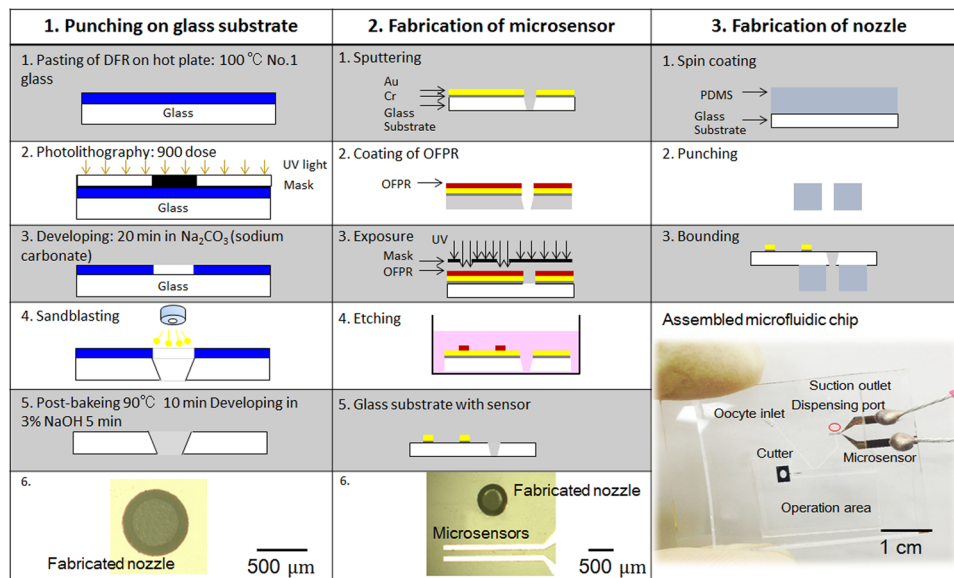 1. Punching on glass substrate
1. Pasting of DFR on hot plate: 100 ℃ No.1
glass
Glass
2. Photolithography: 900 dose
UV light
Mask
Glass
3. Developing: 20 min in Na₂CO₃ (sodium
carbonate)
Glass
4. Sandblasting
5. Post-bakeing 90℃ 10 min Developing in
3% NaOH 5 min
6.
Fabricated nozzle
500 μm
2. Fabrication of microsensor
1. Sputtering
Au
Cr
Glass
Substrate
2. Coating of OFPR
OFPR
3. Exposure
UV
Mask
OFPR
4. Etching
5. Glass substrate with sensor
6.
Fabricated nozzle
Microsensors
500 μm
3. Fabrication of nozzle
1. Spin coating
PDMS
Glass
Substrate
2. Punching
3. Bounding
Assembled microfluidic chip
Suction outlet
Dispensing port
Oocyte inlet
Cutter
Microsensor
Operation area
1 cm